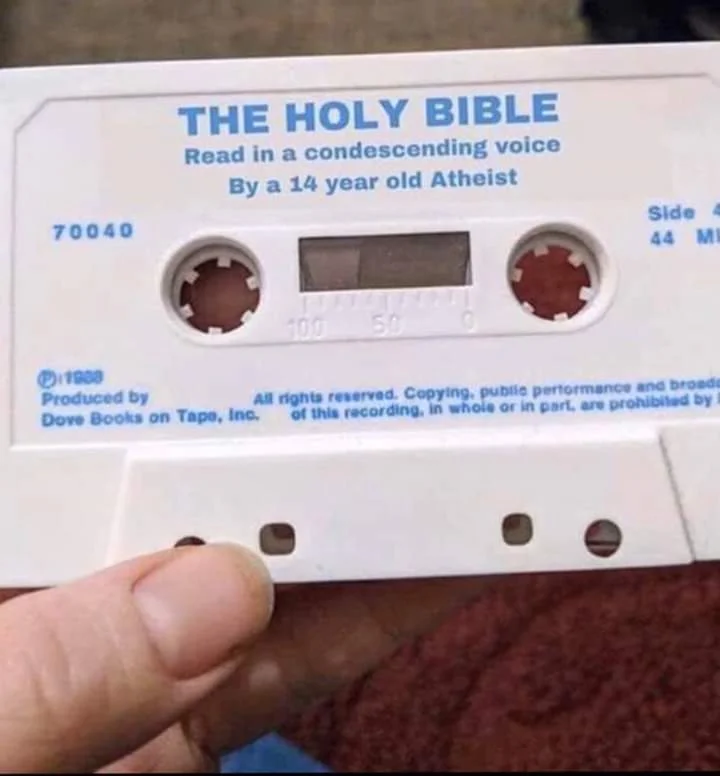 THE HOLY BIBLE
Read in a condescending voice
By a 14 year old Atheist
70040
Side
44
100 50 0
Produced by
Dove Books on Tape, Inc.
All rights reserved. Copying, public performance and
of this recording, in whole or in part, are prohibited by